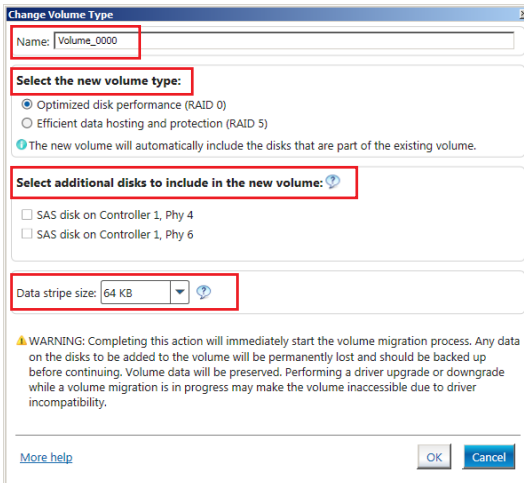 Change Volume Type
Name: Volume_0000
Select the new volume type:
Optimized disk performance (RAID 0)
Efficient data hosting and protection (RAID 5)
The new volume will automatically include the disks that are part of the existing volume.
Select additional disks to include in the new volume:
SAS disk on Controller 1, Phy 4
SAS disk on Controller 1, Phy 6
Data stripe size: 64 KB
WARNING: Completing this action will immediately start the volume migration process. Any data
on the disks to be added to the volume will be permanently lost and should be backed up
before continuing. Volume data will be preserved. Performing a driver upgrade or downgrade
while a volume migration is in progress may make the volume inaccessible due to driver
incompatibility.
More help OK Cancel